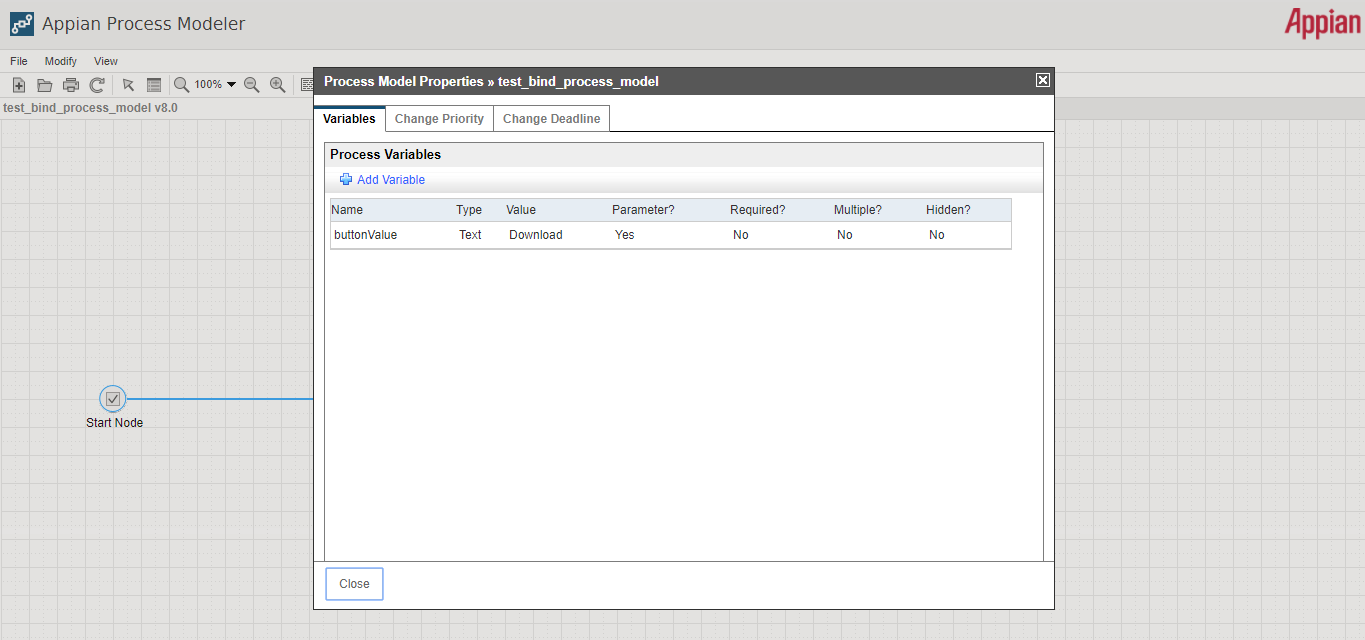 Appian Process Modeler
Appian
File Modify View
100%
test_bind_process_model v8.0
Process Model Properties » test_bind_process_model
Variables Change Priority Change Deadline
Process Variables
Add Variable
Name Type Value Parameter? Required? Multiple? Hidden?
buttonValue Text Download Yes No No No
Start Node
Close